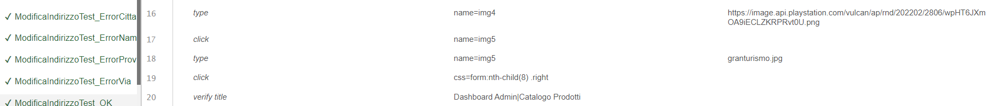 ✓ ModificaIndirizzoTest_ErrorCitta
✓ ModificaIndirizzoTest_ErrorNam
✓ ModificaIndirizzoTest_ErrorProv
✓ ModificaIndirizzoTest_ErrorVia
✓ ModificaIndirizzoTest_OK
16 type name=img4 https://image.api.playstation.com/vulcan/ap/rnd/202202/2806/wpHT6JXm
OA9iECLZKRPRvt0U.png
17 click name=img5
18 type name=img5 granturismo.jpg
19 click css=form:nth-child(8) .right
20 verify title Dashboard Admin|Catalogo Prodotti